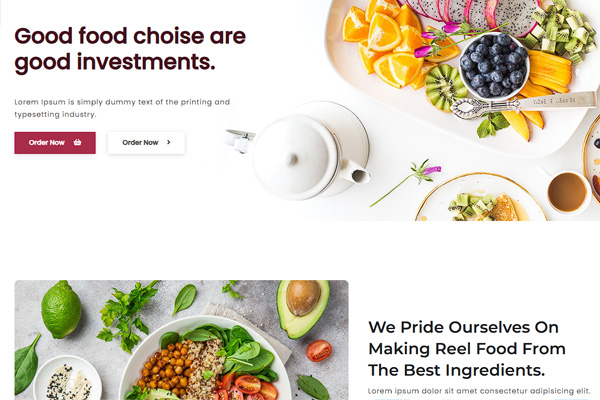 Good food choise are
good investments.
Lorem Ipsum is simply dummy text of the printing and
typesetting industry.
Order Now
Order Now
We Pride Ourselves On
Making Reel Food From
The Best Ingredients.
Lorem ipsum dolor sit amet consectetur adipisicing elit.